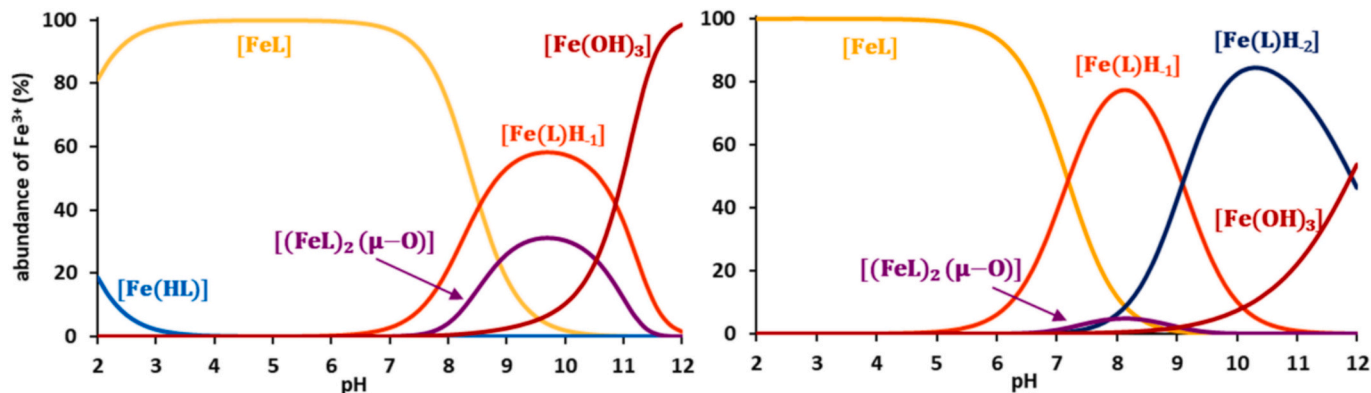 abundance of Fe³⁺ (%)
100
80
60
40
20
0
[FeL]
[Fe(OH)₃]
[Fe(L)H₋₁]
[(FeL)₂ (μ−O)]
[Fe(HL)]
2 3 4 5 6 7 8 9 10 11 12
pH
100
80
60
40
20
0
[FeL]
[Fe(L)H₋₁]
[Fe(L)H₋₂]
[Fe(OH)₃]
[(FeL)₂ (μ−O)]
2 3 4 5 6 7 8 9 10 11 12
pH